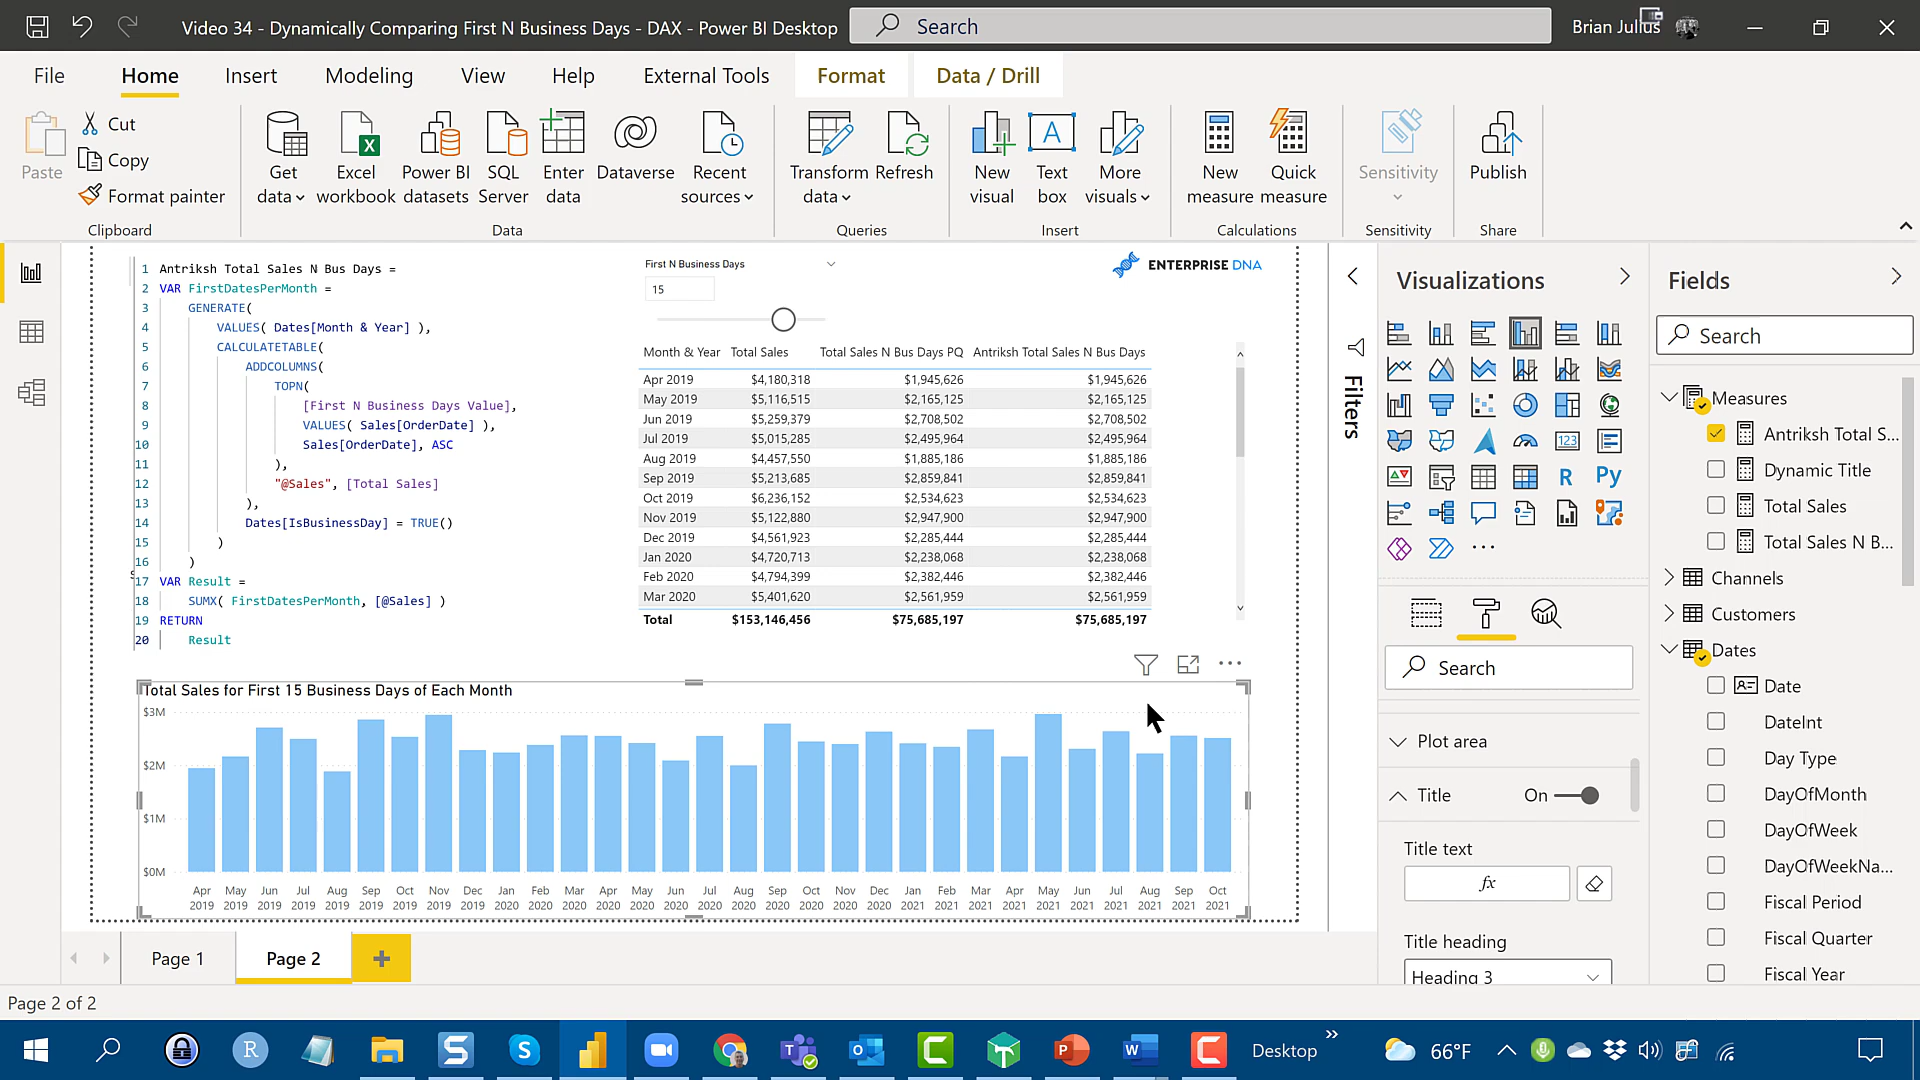 Video 34 - Dynamically Comparing First N Business Days - DAX - Power BI Desktop
Search
Brian Julius
File
Home
Insert
Modeling
View
Help
External Tools
Format
Data / Drill
Paste
Cut
Copy
Format painter
Clipboard
Get data
Excel workbook
Power BI datasets
SQL Server
Enter data
Dataverse
Recent sources
Data
Transform data
Refresh
Queries
New visual
Text box
More visuals
Insert
New measure
Quick measure
Calculations
Sensitivity
Sensitivity
Publish
Share
1 Antriksh Total Sales N Bus Days =
2 VAR FirstDatesPerMonth =
3 GENERATE(
4 VALUES( Dates[Month & Year] ),
5 CALCULATETABLE(
6 ADDCOLUMNS(
7 TOPN(
8 [First N Business Days Value],
9 VALUES( Sales[OrderDate] ),
10 Sales[OrderDate], ASC
11 ),
12 "@Sales", [Total Sales]
13 ),
14 Dates[IsBusinessDay] = TRUE()
15 )
16 )
17 VAR Result =
18 SUMX( FirstDatesPerMonth, [@Sales] )
19 RETURN
20 Result
First N Business Days
15
ENTERPRISE DNA
Month & Year Total Sales Total Sales N Bus Days PQ Antriksh Total Sales N Bus Days
Apr 2019 $4,180,318 $1,945,626 $1,945,626
May 2019 $5,116,515 $2,165,125 $2,165,125
Jun 2019 $5,259,379 $2,708,502 $2,708,502
Jul 2019 $5,015,285 $2,495,964 $2,495,964
Aug 2019 $4,457,550 $1,885,186 $1,885,186
Sep 2019 $5,213,685 $2,859,841 $2,859,841
Oct 2019 $6,236,152 $2,534,623 $2,534,623
Nov 2019 $5,122,880 $2,947,900 $2,947,900
Dec 2019 $4,561,923 $2,285,444 $2,285,444
Jan 2020 $4,720,713 $2,238,068 $2,238,068
Feb 2020 $4,794,399 $2,382,446 $2,382,446
Mar 2020 $5,401,620 $2,561,959 $2,561,959
Total $153,146,456 $75,685,197 $75,685,197
Total Sales for First 15 Business Days of Each Month
$3M
$2M
$1M
$0M
Apr May Jun Jul Aug Sep Oct Nov Dec Jan Feb Mar Apr May Jun Jul Aug Sep Oct Nov Dec Jan Feb Mar Apr May Jun Jul Aug Sep Oct
2019 2019 2019 2019 2019 2019 2019 2019 2019 2020 2020 2020 2020 2020 2020 2020 2020 2020 2020 2020 2020 2021 2021 2021 2021 2021 2021 2021 2021 2021 2021
Filters
Visualizations
123
R
Py
Search
Plot area
Title On
Title text
fx
Title heading
Heading 3
Fields
Search
Measures
Antriksh Total S...
Dynamic Title
Total Sales
Total Sales N B...
Channels
Customers
Dates
Date
DateInt
Day Type
DayOfMonth
DayOfWeek
DayOfWeekNa...
Fiscal Period
Fiscal Quarter
Fiscal Year
Page 1
Page 2
Page 2 of 2
Desktop
66°F